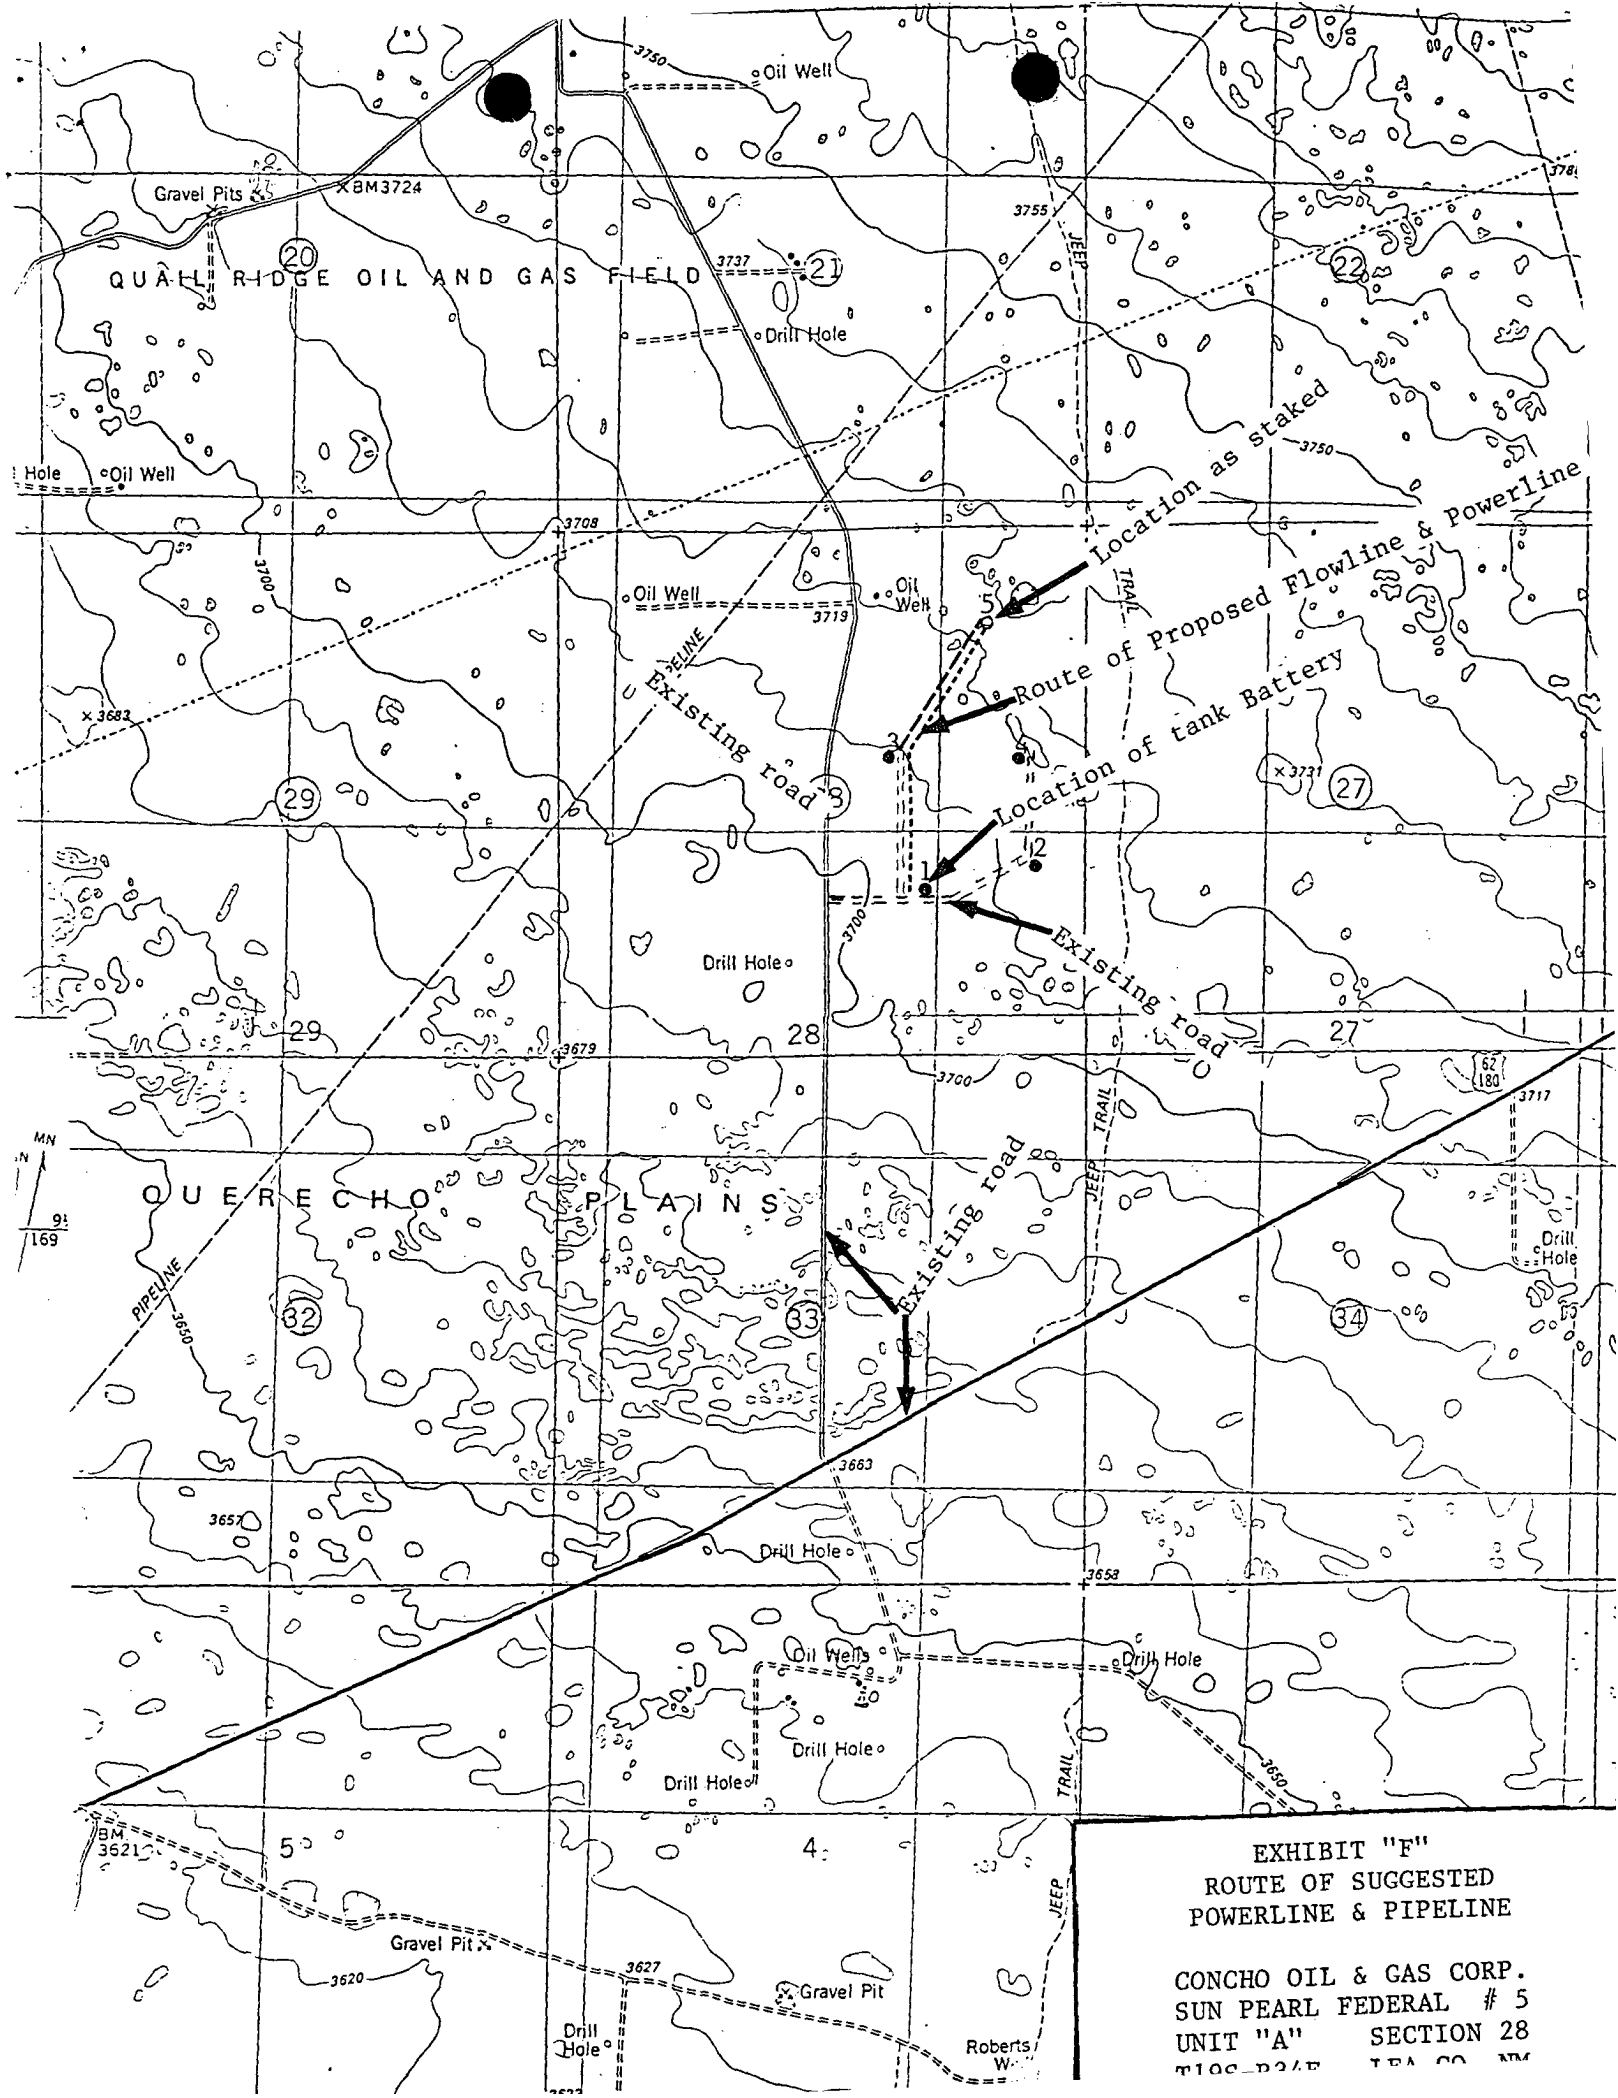 3750
Oil Well
Gravel Pits
BM3724
3755
JEEP
20
3737
21
22
QUAIL RIDGE OIL AND GAS FIELD
Drill Hole
Location as staked
3750
Hole
Oil Well
3708
3700
Oil Well
3719
Oil
Well
5
TRAIL
Route of Proposed Flowline & Powerline
Existing road
Location of tank Battery
3683
3
4
29
3731
27
1
2
3700
Drill Hole
Existing road
29
28
27
3679
3700
62
180
3717
MN
TRAIL
JEEP
QUERECHO PLAINS
169
Existing road
Drill
Hole
PIPELINE
3650
32
33
34
3663
3657
Drill Hole
3658
Oil Wells
Drill Hole
Drill Hole
Drill Hole
TRAIL
3650
BM
3621
5
4
JEEP
Gravel Pit
3620
3627
Gravel Pit
Drill
Hole
Roberts
EXHIBIT "F"
ROUTE OF SUGGESTED
POWERLINE & PIPELINE
CONCHO OIL & GAS CORP.
SUN PEARL FEDERAL # 5
UNIT "A" SECTION 28